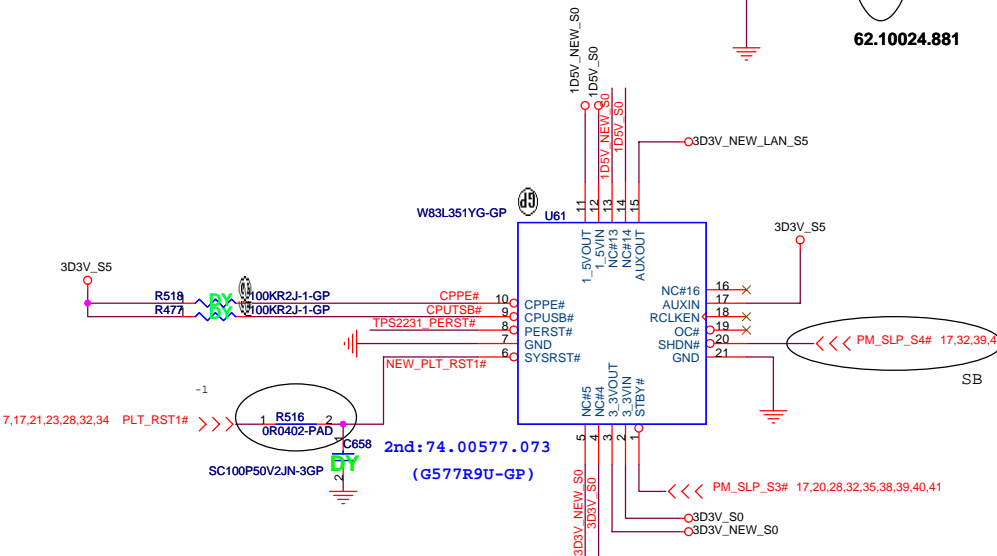 62.10024.881
1D5V_NEW_S0
1D5V_S0
1D5V_NEW_S0
1D5V_S0
3D3V_NEW_LAN_S5
W83L351YG-GP
GP
U61
11
12
13
14
15
1_5VOUT
1_5VIN
NC#13
NC#14
AUXOUT
3D3V_S5
3D3V_S5
R518
DY
100KR2J-1-GP
CPPE#
10
CPPE#
R477
DY
100KR2J-1-GP
CPUTSB#
9
CPUSB#
TPS2231_PERST#
8
PERST#
7
GND
NEW_PLT_RST1#
6
SYSRST#
NC#16
16
AUXIN
17
RCLKEN
18
OC#
19
SHDN#
20
GND
21
PM_SLP_S4# 17,32,39,4
SB
NC#5
NC#4
3_3VOUT
3_3VIN
STBY#
5
4
3
2
1
-1
7,17,21,23,28,32,34 PLT_RST1#
1
R516
2
0R0402-PAD
1
C658
DY
2
SC100P50V2JN-3GP
2nd:74.00577.073
(G577R9U-GP)
3D3V_NEW_S0
3D3V_S0
PM_SLP_S3# 17,20,28,32,35,38,39,40,41
3D3V_S0
3D3V_NEW_S0